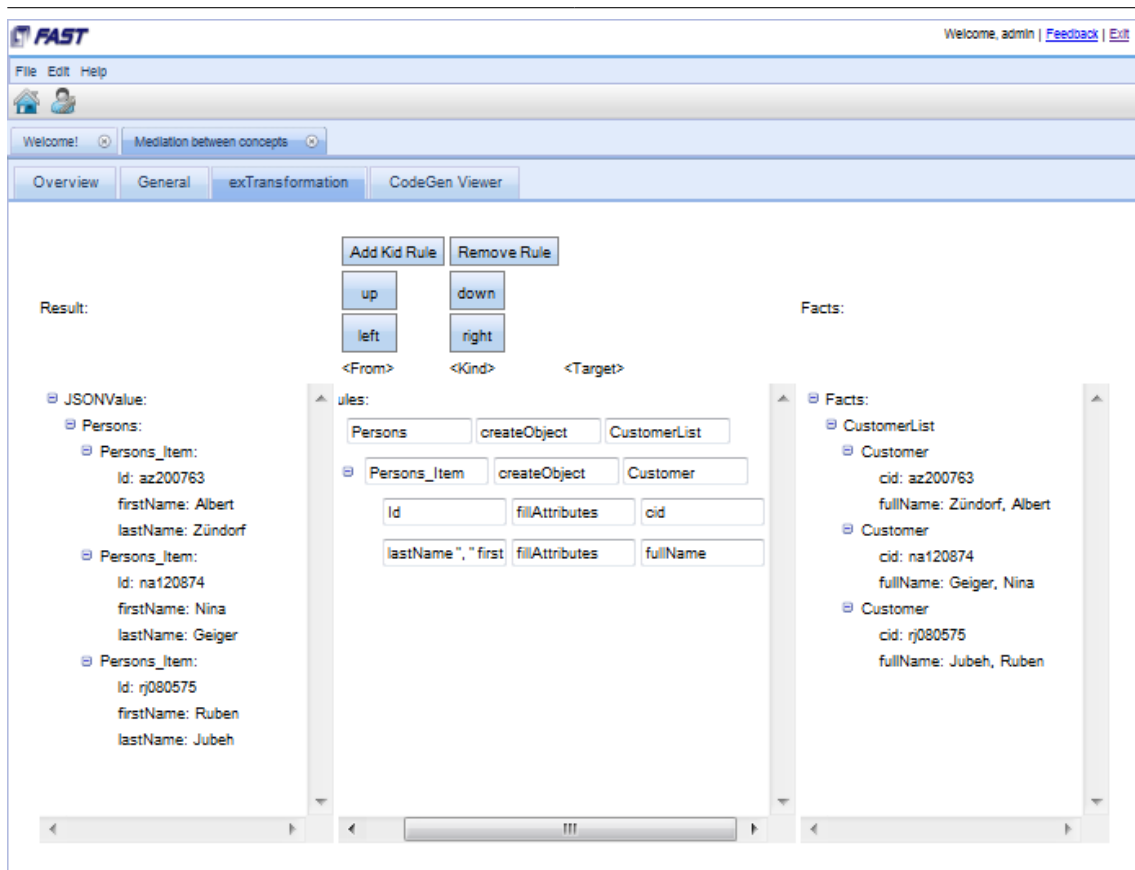 FAST
Welcome, admin | Feedback | Exit
File Edit Help
Welcome! Mediation between concepts
Overview General exTransformation CodeGen Viewer
Add Kid Rule Remove Rule
up down
Result: Facts:
left right
<From> <Kind> <Target>
JSONValue:
Persons:
Persons_Item:
Id: az200763
firstName: Albert
lastName: Zündorf
Persons_Item:
Id: na120874
firstName: Nina
lastName: Geiger
Persons_Item:
Id: rj080575
firstName: Ruben
lastName: Jubeh
ules:
Persons createObject CustomerList
Persons_Item createObject Customer
Id fillAttributes cid
lastName ", " first fillAttributes fullName
Facts:
CustomerList
Customer
cid: az200763
fullName: Zündorf, Albert
Customer
cid: na120874
fullName: Geiger, Nina
Customer
cid: rj080575
fullName: Jubeh, Ruben